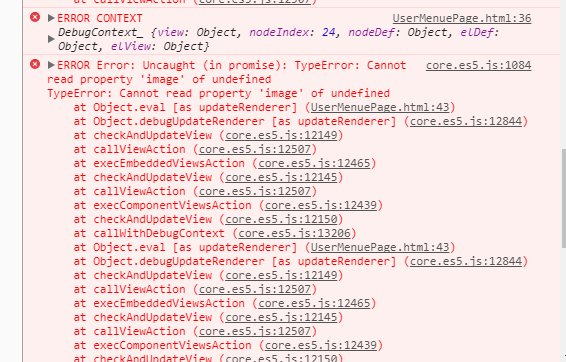 ERROR CONTEXT UserMenuePage.html:36
DebugContext_ {view: Object, nodeIndex: 24, nodeDef: Object, elDef:
Object, elView: Object}
ERROR Error: Uncaught (in promise): TypeError: Cannot core.es5.js:1084
read property 'image' of undefined
TypeError: Cannot read property 'image' of undefined
at Object.eval [as updateRenderer] (UserMenuePage.html:43)
at Object.debugUpdateRenderer [as updateRenderer] (core.es5.js:12844)
at checkAndUpdateView (core.es5.js:12149)
at callViewAction (core.es5.js:12507)
at execEmbeddedViewsAction (core.es5.js:12465)
at checkAndUpdateView (core.es5.js:12145)
at callViewAction (core.es5.js:12507)
at execComponentViewsAction (core.es5.js:12439)
at checkAndUpdateView (core.es5.js:12150)
at callWithDebugContext (core.es5.js:13206)
at Object.eval [as updateRenderer] (UserMenuePage.html:43)
at Object.debugUpdateRenderer [as updateRenderer] (core.es5.js:12844)
at checkAndUpdateView (core.es5.js:12149)
at callViewAction (core.es5.js:12507)
at execEmbeddedViewsAction (core.es5.js:12465)
at checkAndUpdateView (core.es5.js:12145)
at callViewAction (core.es5.js:12507)
at execComponentViewsAction (core.es5.js:12439)
at checkAndUpdateView (core.es5.js:12150)